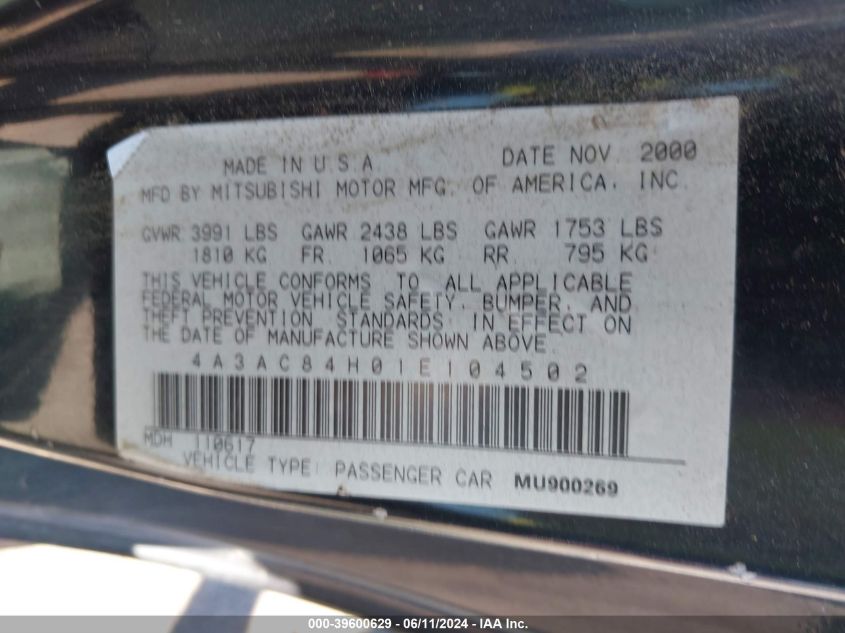 MADE IN U.S.A. DATE NOV. 2000
MFD BY MITSUBISHI MOTOR MFG. OF AMERICA, INC.
GVWR 3991 LBS GAWR 2438 LBS GAWR 1753 LBS
1810 KG FR. 1065 KG RR. 795 KG
THIS VEHICLE CONFORMS TO ALL APPLICABLE
FEDERAL MOTOR VEHICLE SAFETY, BUMPER, AND
THEFT PREVENTION STANDARDS IN EFFECT ON
THE DATE OF MANUFACTURE SHOWN ABOVE.
4A3AC84H01E104502
MDH 110617
VEHICLE TYPE: PASSENGER CAR MU900269
000-39600629 - 06/11/2024 - IAA Inc.